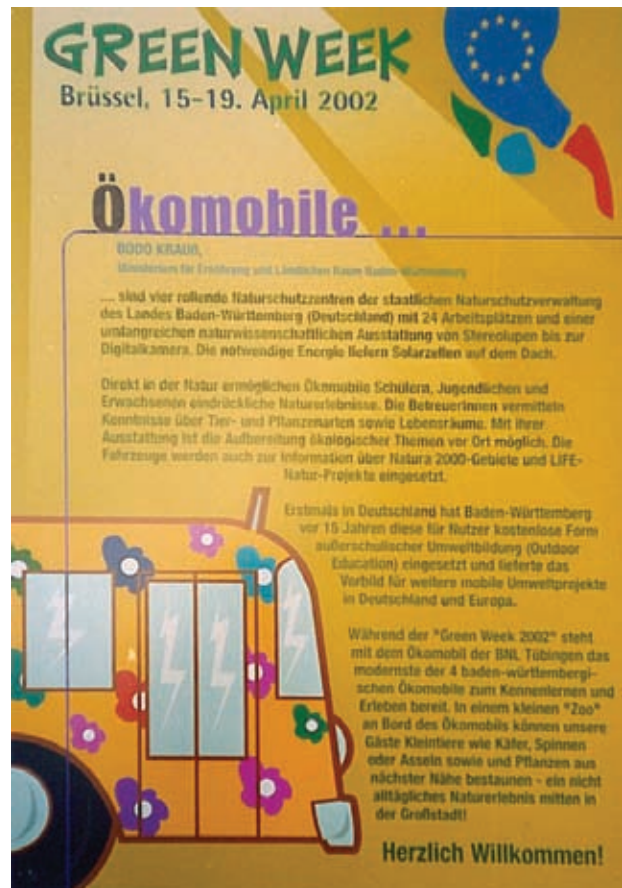 GREEN WEEK
Brüssel, 15-19. April 2002
Ökomobile ...
BODO KRAUß,
Ministerium für Ernährung und Ländlichen Raum Baden-Württemberg
.... sind vier rollende Naturschutzzentren der staatlichen Naturschutzverwaltung
des Landes Baden-Württemberg (Deutschland) mit 24 Arbeitsplätzen und einer
umfangreichen naturwissenschaftlichen Ausstattung von Stereolupen bis zur
Digitalkamera. Die notwendige Energie liefern Solarzellen auf dem Dach.
Direkt in der Natur ermöglichen Ökomobile Schülern, Jugendlichen und
Erwachsenen eindrückliche Naturerlebnisse. Die BetreuerInnen vermitteln
Kenntnisse über Tier- und Pflanzenarten sowie Lebensräume. Mit ihrer
Ausstattung ist die Aufbereitung ökologischer Themen vor Ort möglich. Die
Fahrzeuge werden auch zur Information über Natura 2000-Gebiete und LIFE-
Natur-Projekte eingesetzt.
Erstmals in Deutschland hat Baden-Württemberg
vor 15 Jahren diese für Nutzer kostenlose Form
außerschulischer Umweltbildung (Outdoor
Education) eingesetzt und lieferte das
Vorbild für weitere mobile Umweltprojekte
in Deutschland und Europa.
Während der "Green Week 2002" steht
mit dem Ökomobil der BNL Tübingen das
modernste der 4 baden-württembergi-
schen Ökomobile zum Kennenlernen und
Erleben bereit. In einem kleinen "Zoo"
an Bord des Ökomobils können unsere
Gäste Kleintiere wie Käfer, Spinnen
oder Asseln sowie und Pflanzen aus
nächster Nähe bestaunen - ein nicht
alltägliches Naturerlebnis mitten in
der Großstadt!
Herzlich Willkommen!